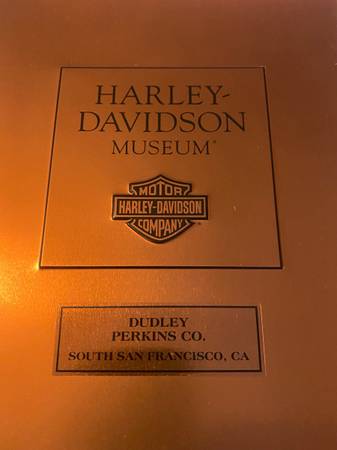 HARLEY-
DAVIDSON
MUSEUM®
MOTOR
HARLEY-DAVIDSON
COMPANY®
DUDLEY
PERKINS CO.
SOUTH SAN FRANCISCO, CA